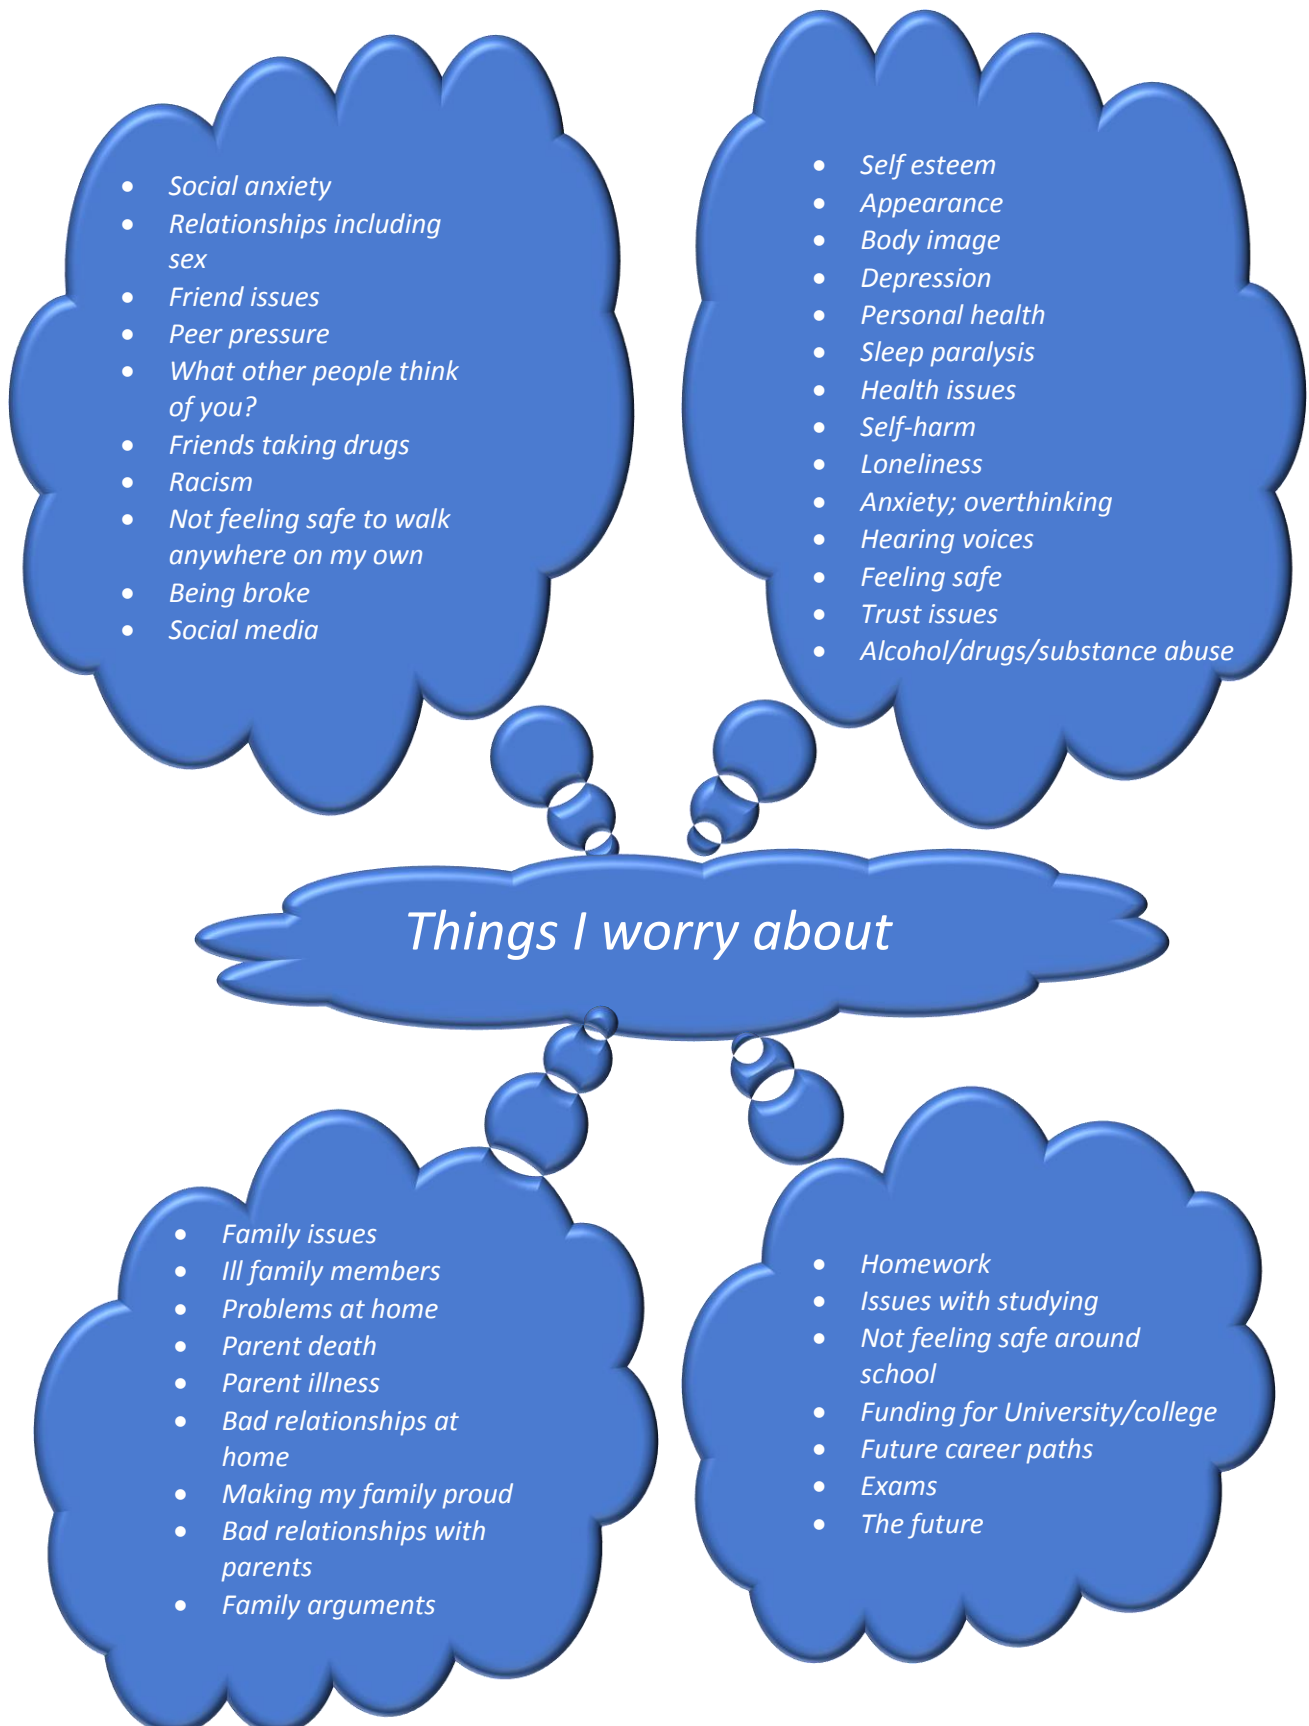 • Social anxiety
• Relationships including
sex
• Friend issues
• Peer pressure
• What other people think
of you?
• Friends taking drugs
• Racism
• Not feeling safe to walk
anywhere on my own
• Being broke
• Social media
• Self esteem
• Appearance
• Body image
• Depression
• Personal health
• Sleep paralysis
• Health issues
• Self-harm
• Loneliness
• Anxiety; overthinking
• Hearing voices
• Feeling safe
• Trust issues
• Alcohol/drugs/substance abuse
Things I worry about
• Family issues
• Ill family members
• Problems at home
• Parent death
• Parent illness
• Bad relationships at
home
• Making my family proud
• Bad relationships with
parents
• Family arguments
• Homework
• Issues with studying
• Not feeling safe around
school
• Funding for University/college
• Future career paths
• Exams
• The future